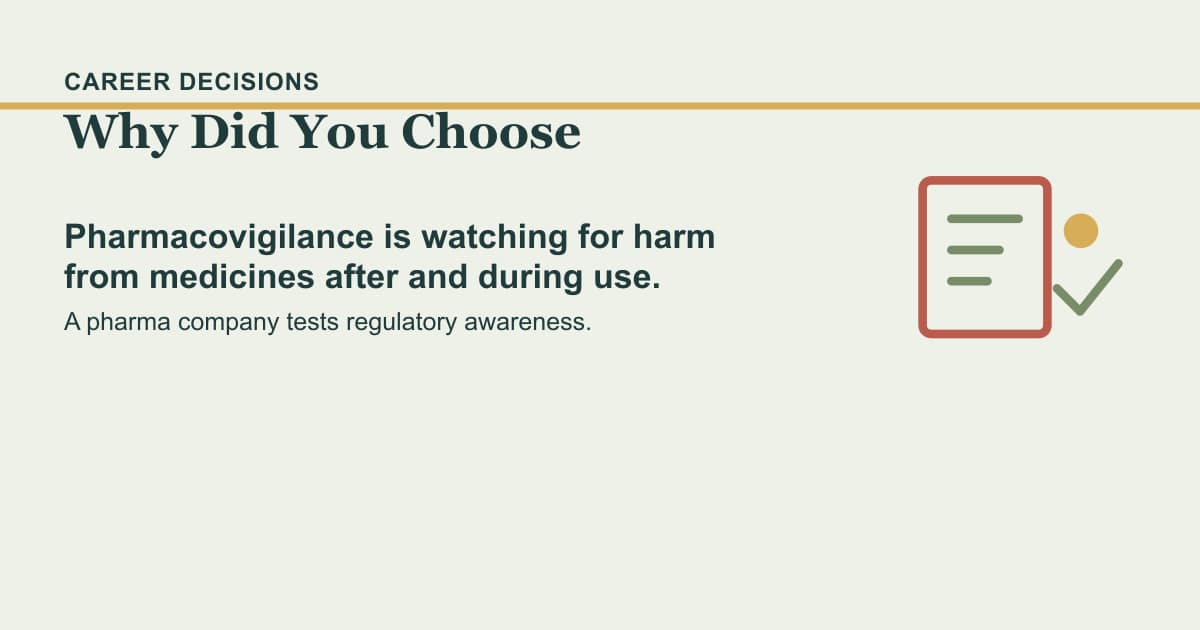 CAREER DECISIONS
Why Did You Choose
Pharmacovigilance is watching for harm
from medicines after and during use.
A pharma company tests regulatory awareness.